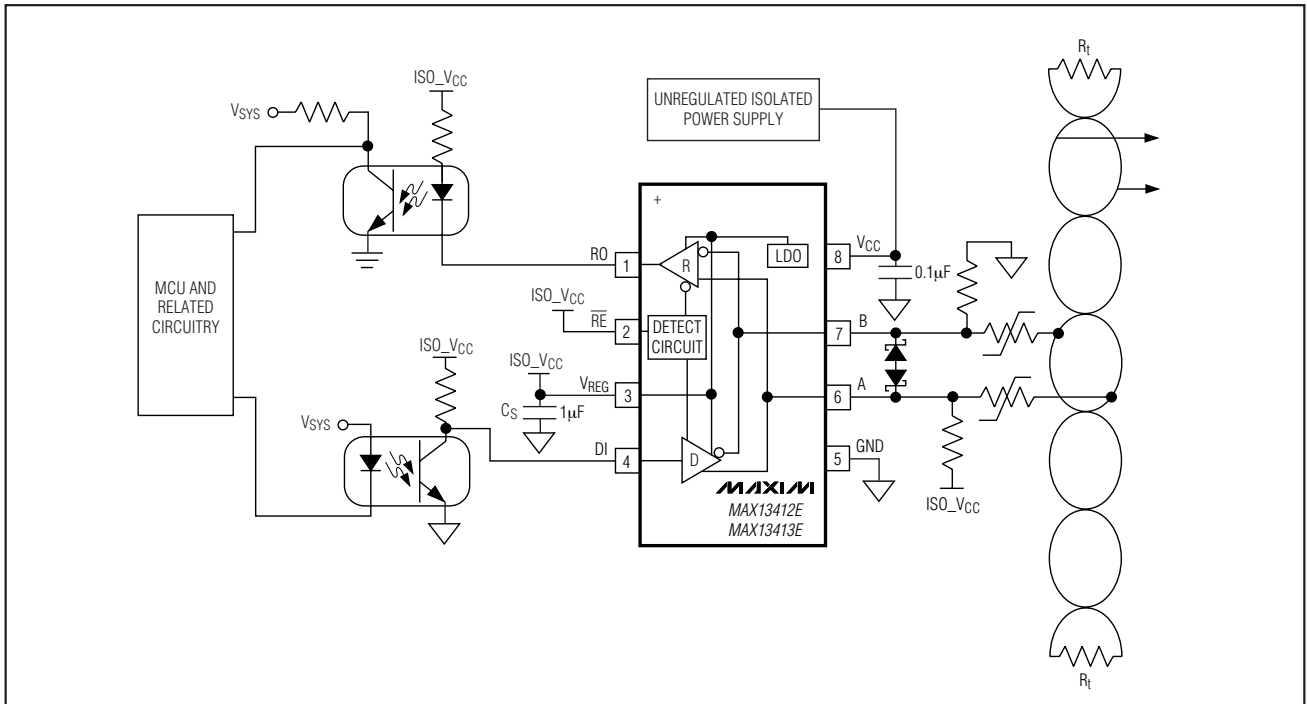 Rt
ISO_VCC
VSYS
UNREGULATED ISOLATED
POWER SUPPLY
+
LDO
RO
1
R
8
VCC
0.1µF
MCU AND
RELATED
CIRCUITRY
ISO_VCC
RE
2
DETECT
CIRCUIT
7
B
ISO_VCC
ISO_VCC
VREG
3
CS
1µF
6
A
VSYS
DI
4
D
5
GND
MAXIM
MAX13412E
MAX13413E
ISO_VCC
Rt